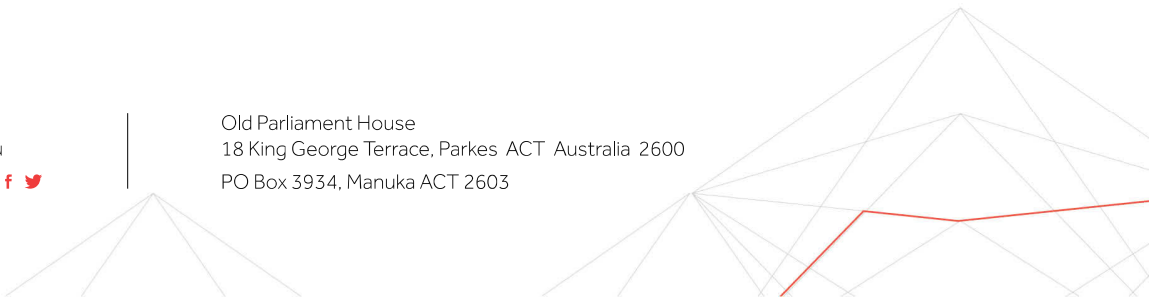 Old Parliament House
18 King George Terrace, Parkes ACT Australia 2600
PO Box 3934, Manuka ACT 2603